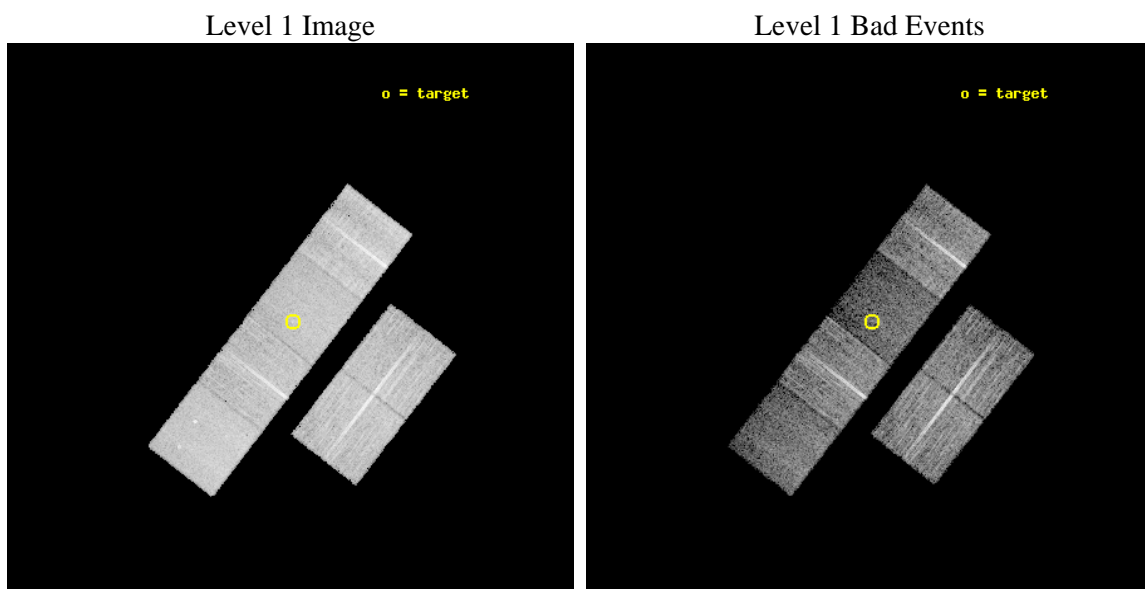 Level 1 Image
Level 1 Bad Events
o = target
o = target